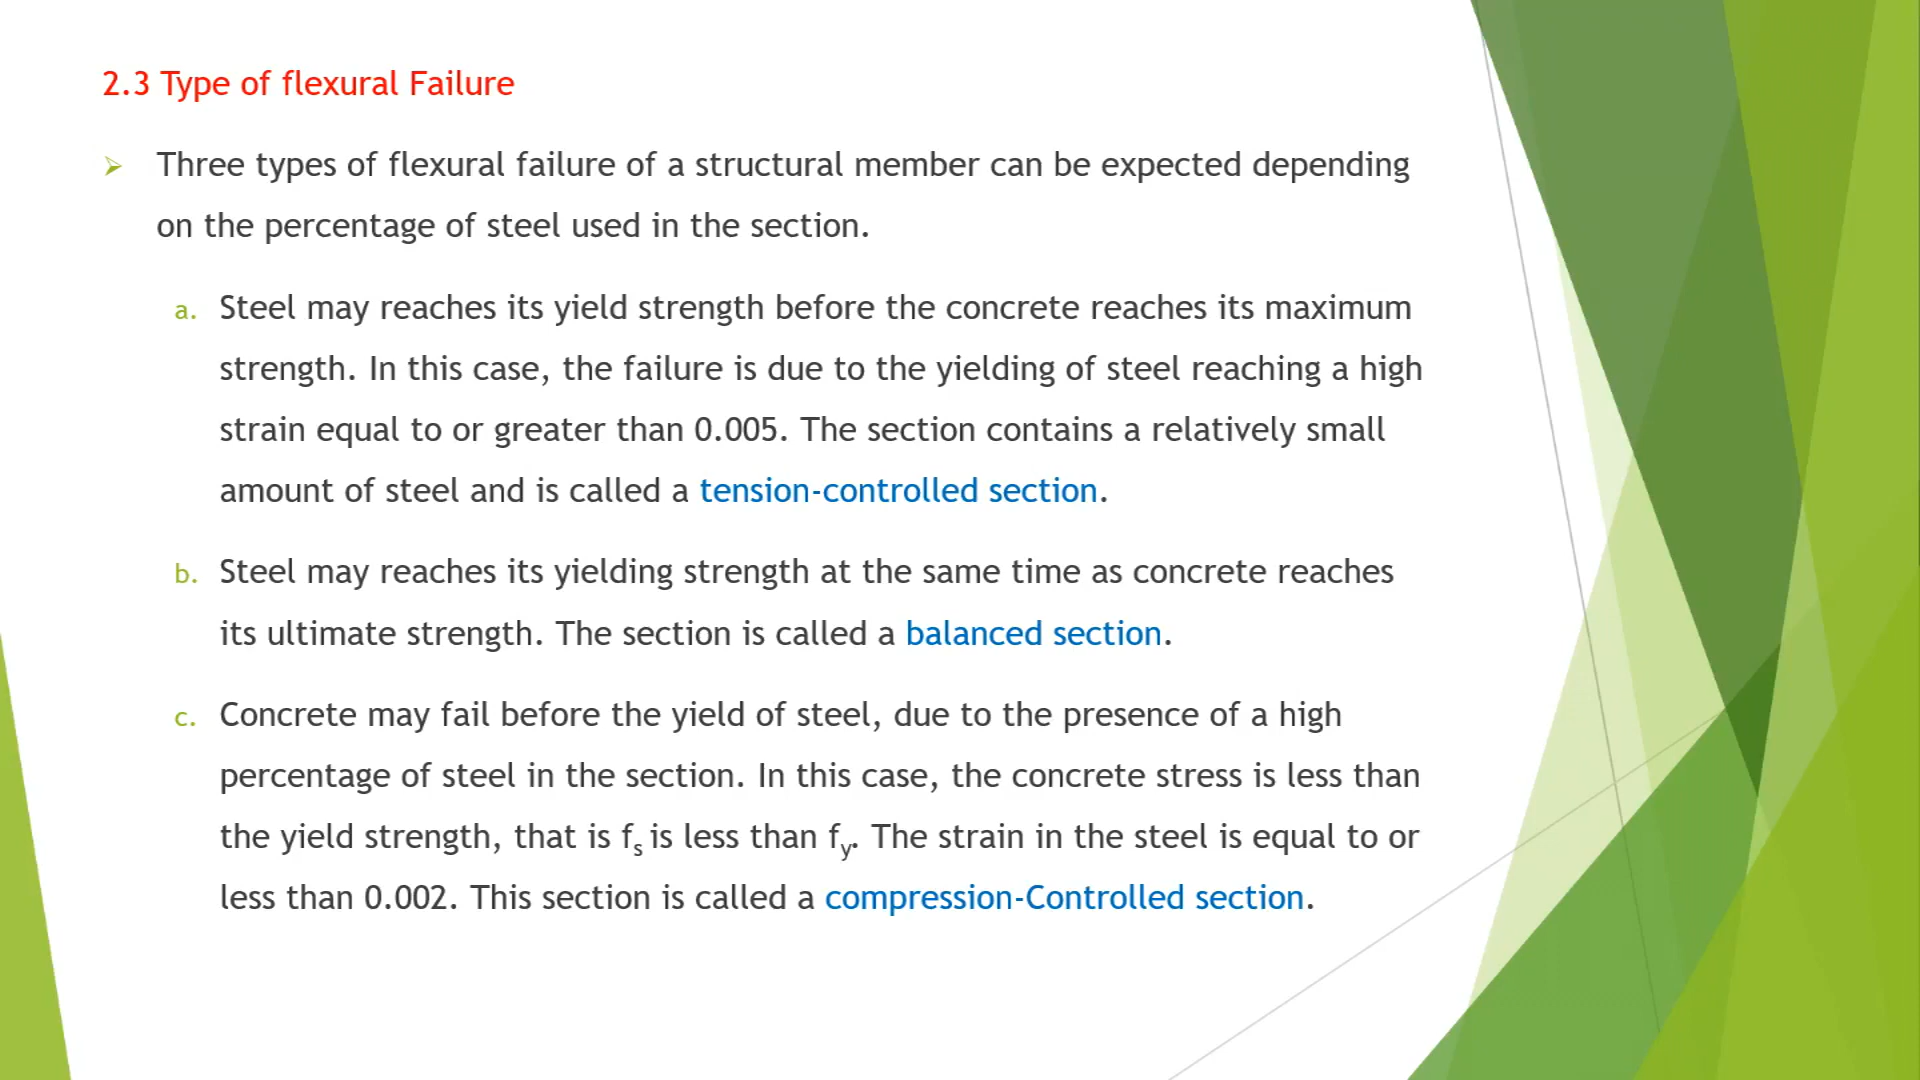 2.3 Type of flexural Failure
➢ Three types of flexural failure of a structural member can be expected depending
on the percentage of steel used in the section.
a. Steel may reaches its yield strength before the concrete reaches its maximum
strength. In this case, the failure is due to the yielding of steel reaching a high
strain equal to or greater than 0.005. The section contains a relatively small
amount of steel and is called a tension-controlled section.
b. Steel may reaches its yielding strength at the same time as concrete reaches
its ultimate strength. The section is called a balanced section.
c. Concrete may fail before the yield of steel, due to the presence of a high
percentage of steel in the section. In this case, the concrete stress is less than
the yield strength, that is fs is less than fy. The strain in the steel is equal to or
less than 0.002. This section is called a compression-Controlled section.